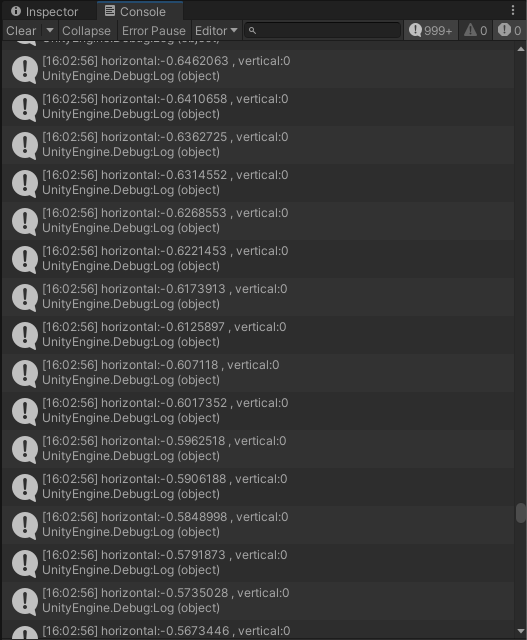 Inspector Console
Clear Collapse Error Pause Editor 999+ 0 0
UnityEngine.Debug:Log (object)
[16:02:56] horizontal:-0.6462063 , vertical:0
UnityEngine.Debug:Log (object)
[16:02:56] horizontal:-0.6410658 , vertical:0
UnityEngine.Debug:Log (object)
[16:02:56] horizontal:-0.6362725 , vertical:0
UnityEngine.Debug:Log (object)
[16:02:56] horizontal:-0.6314552 , vertical:0
UnityEngine.Debug:Log (object)
[16:02:56] horizontal:-0.6268553 , vertical:0
UnityEngine.Debug:Log (object)
[16:02:56] horizontal:-0.6221453 , vertical:0
UnityEngine.Debug:Log (object)
[16:02:56] horizontal:-0.6173913 , vertical:0
UnityEngine.Debug:Log (object)
[16:02:56] horizontal:-0.6125897 , vertical:0
UnityEngine.Debug:Log (object)
[16:02:56] horizontal:-0.607118 , vertical:0
UnityEngine.Debug:Log (object)
[16:02:56] horizontal:-0.6017352 , vertical:0
UnityEngine.Debug:Log (object)
[16:02:56] horizontal:-0.5962518 , vertical:0
UnityEngine.Debug:Log (object)
[16:02:56] horizontal:-0.5906188 , vertical:0
UnityEngine.Debug:Log (object)
[16:02:56] horizontal:-0.5848998 , vertical:0
UnityEngine.Debug:Log (object)
[16:02:56] horizontal:-0.5791873 , vertical:0
UnityEngine.Debug:Log (object)
[16:02:56] horizontal:-0.5735028 , vertical:0
UnityEngine.Debug:Log (object)
[16:02:56] horizontal:-0.5673446 , vertical:0